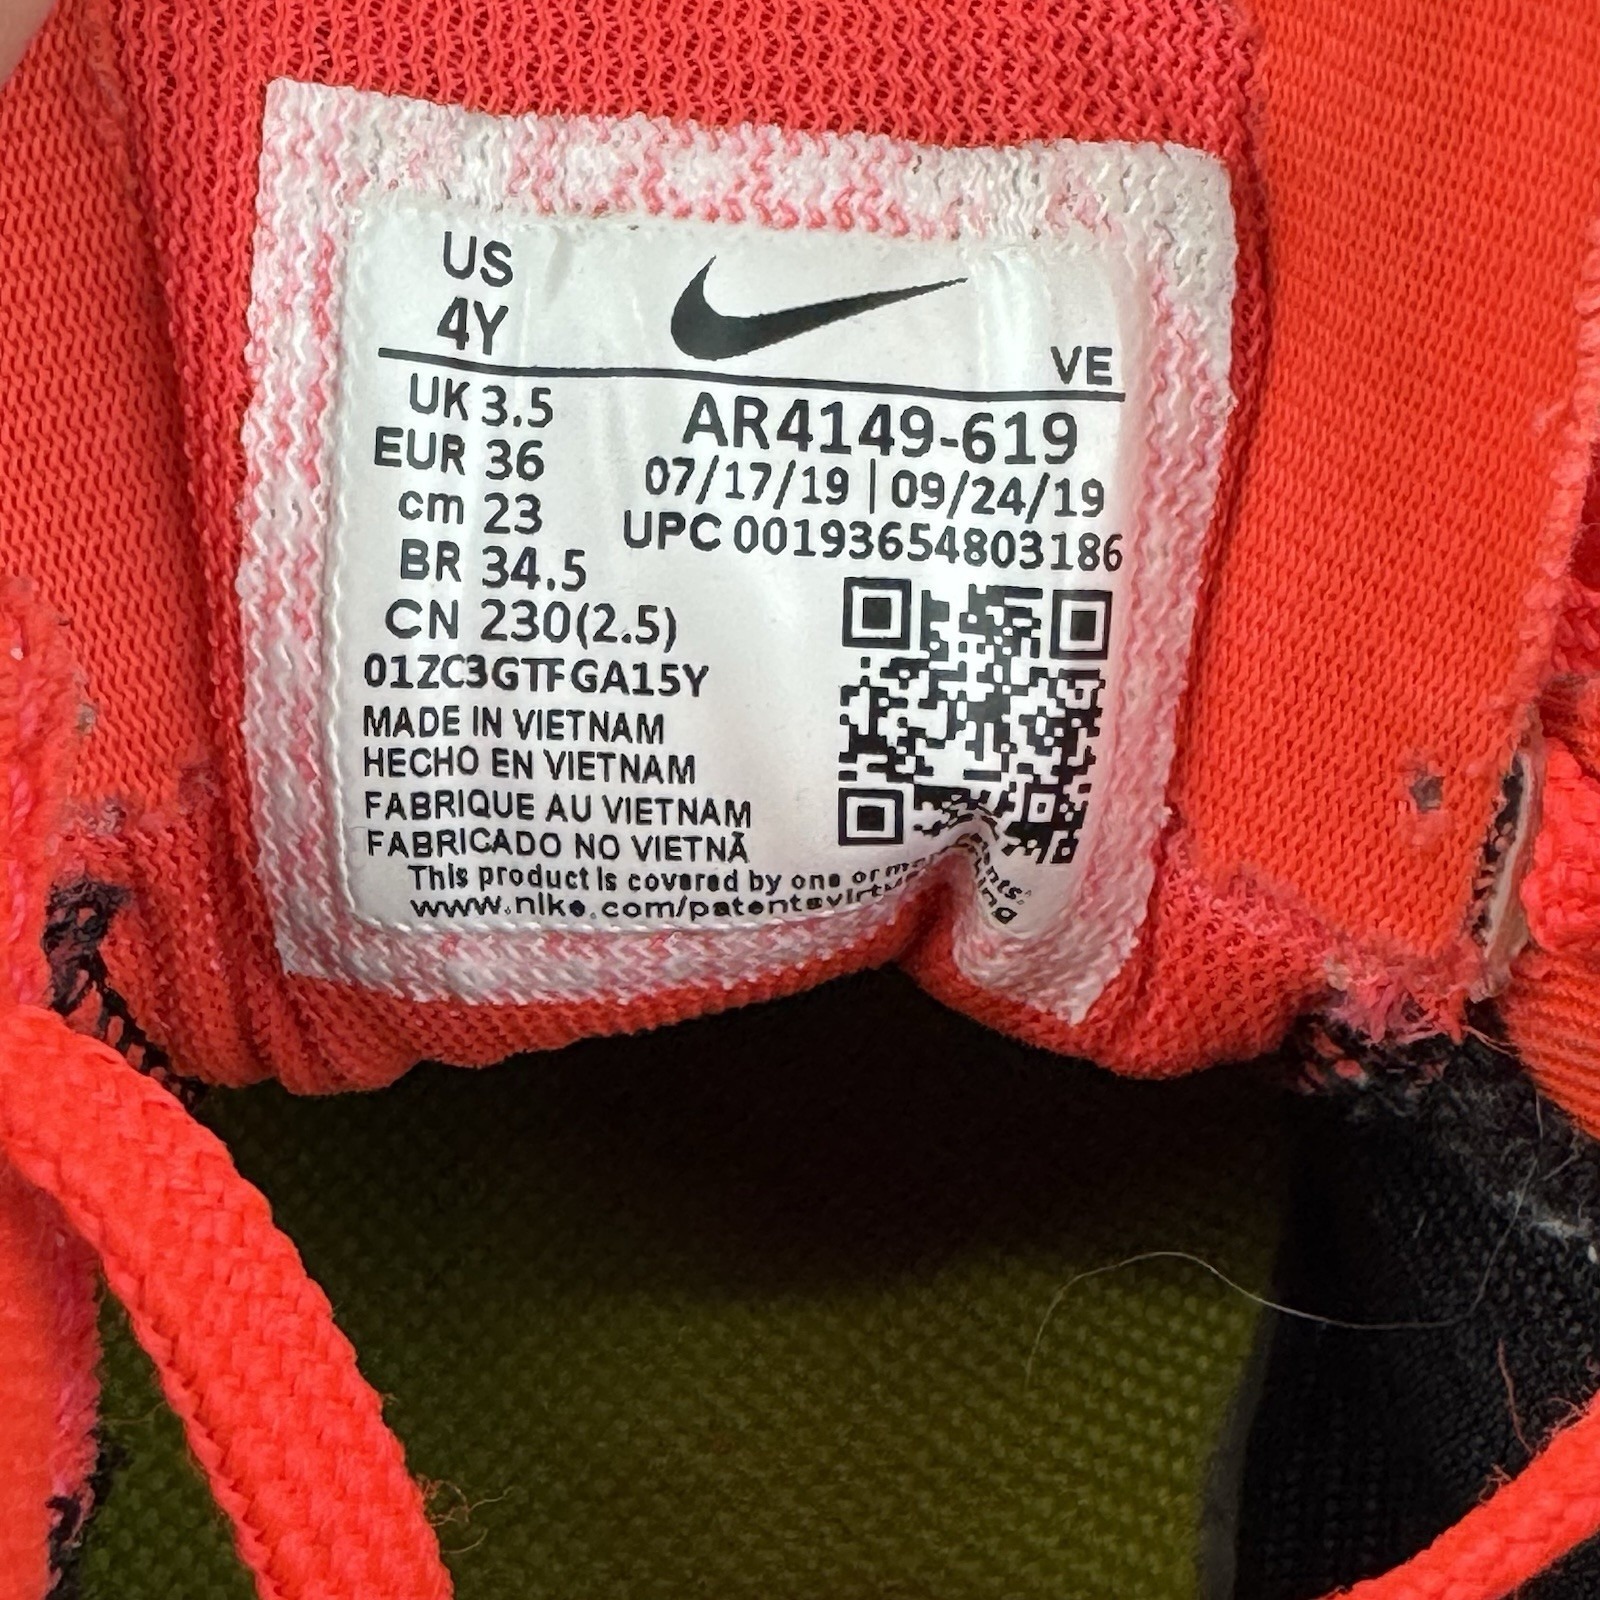 US
4Y
VE
UK 3.5
EUR 36
cm 23
BR 34.5
CN 230(2.5)
AR4149-619
07/17/19 | 09/24/19
UPC 00193654803186
01ZC3GTFGA15Y
MADE IN VIETNAM
HECHO EN VIETNAM
FABRIQUE AU VIETNAM
FABRICADO NO VIETNÃ
This product is covered by one or
www.nike.com/patents